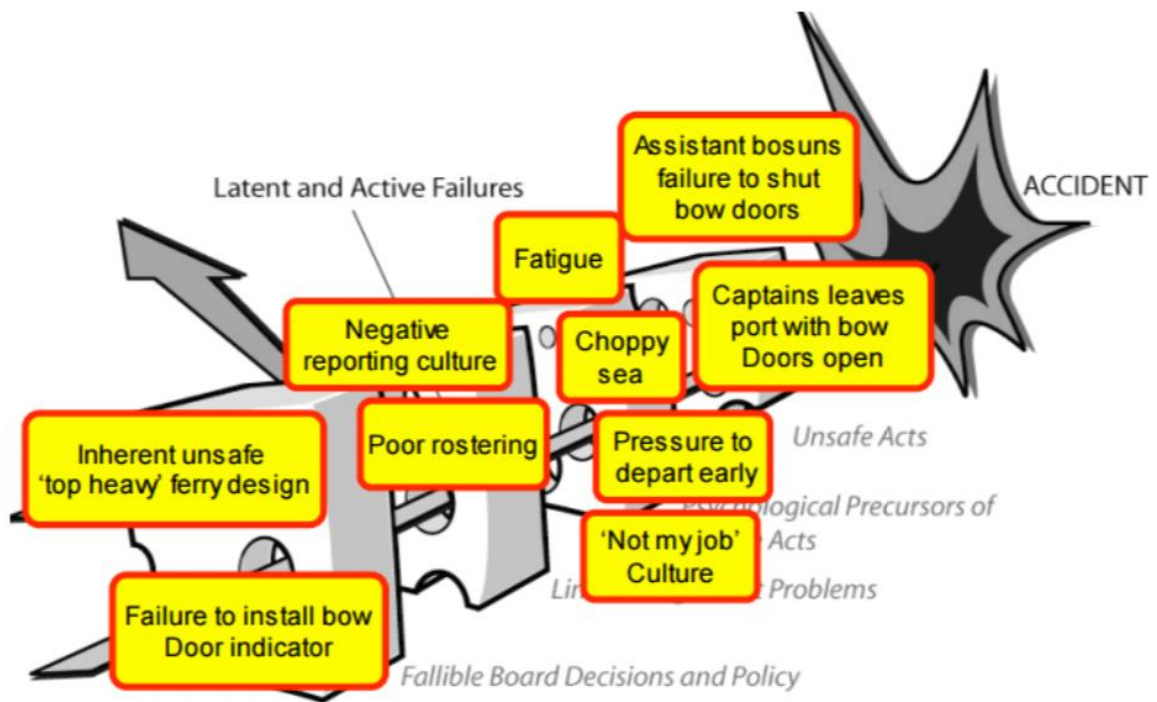 Assistant bosuns
failure to shut
bow doors
ACCIDENT
Latent and Active Failures
Fatigue
Captains leaves
port with bow
Doors open
Negative
reporting culture
Choppy
sea
Inherent unsafe
‘top heavy’ ferry design
Poor rostering
Pressure to
depart early
Unsafe Acts
Psychological Precursors of
Acts
‘Not my job’
Culture
Problems
Failure to install bow
Door indicator
Fallible Board Decisions and Policy